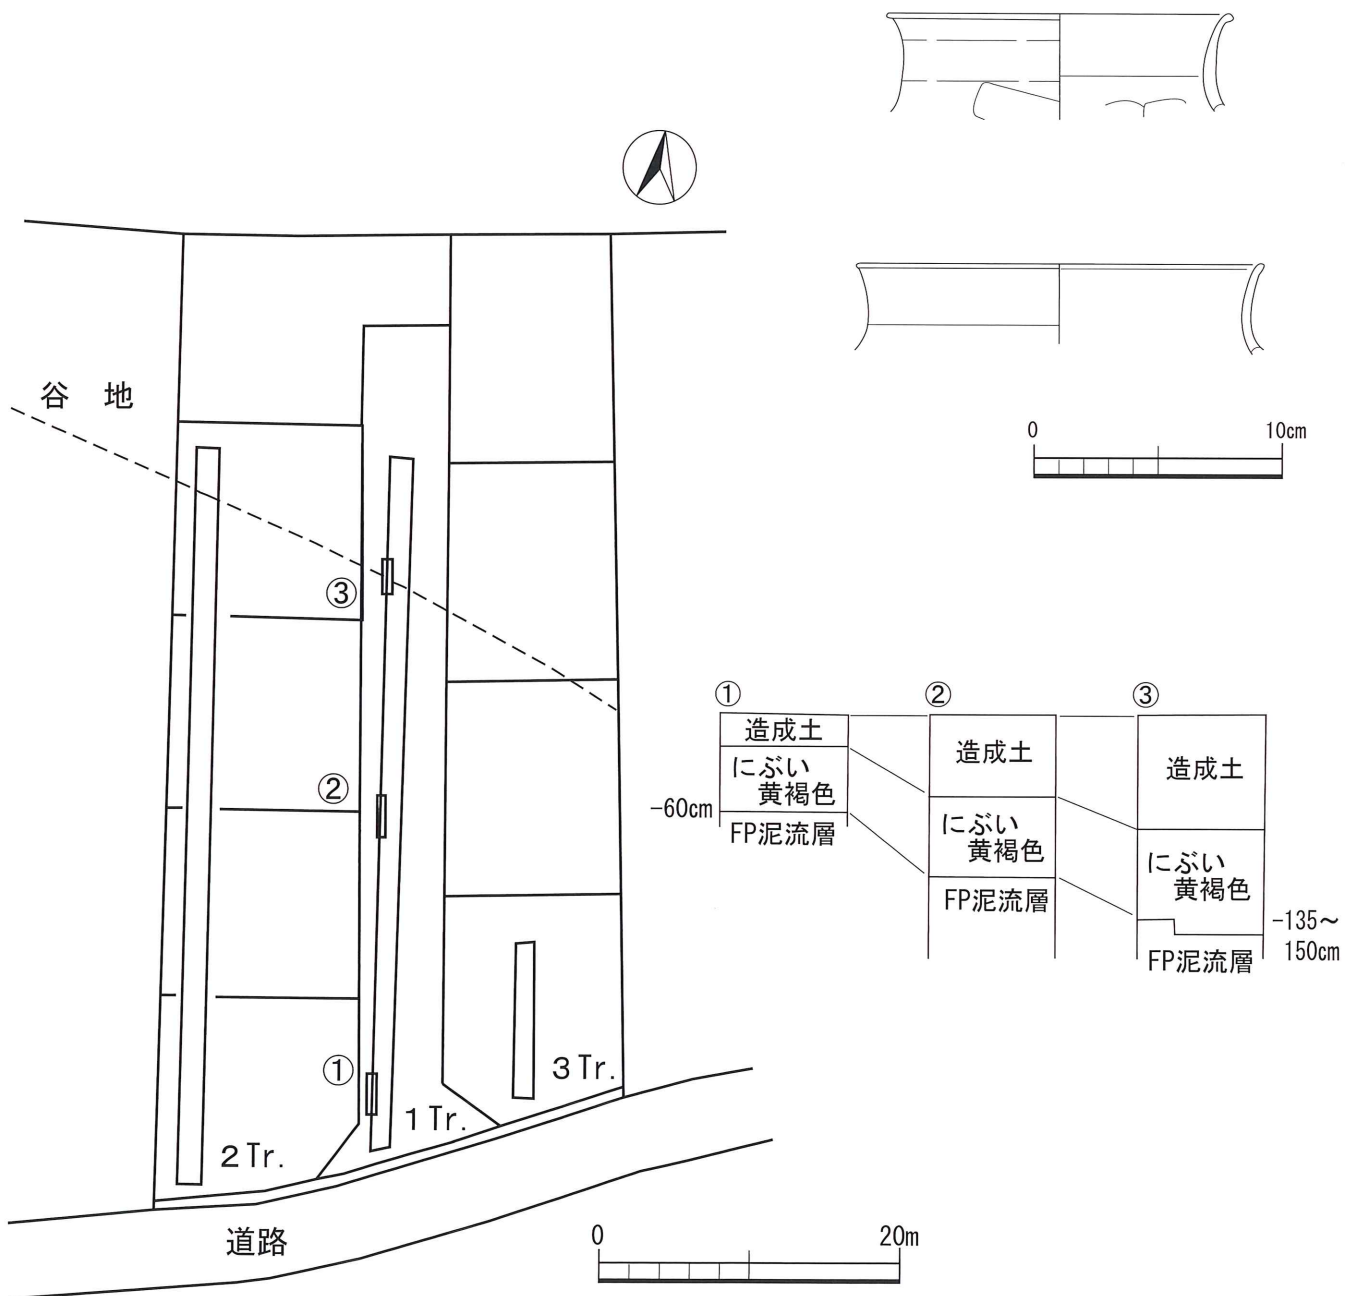 0
10cm
谷 地
③
②
①
3 Tr.
1 Tr.
2 Tr.
道路
0
20m
①
造成土
にぶい
黄褐色
-60cm
FP泥流層
②
造成土
にぶい
黄褐色
FP泥流層
③
造成土
にぶい
黄褐色
-135～
150cm
FP泥流層